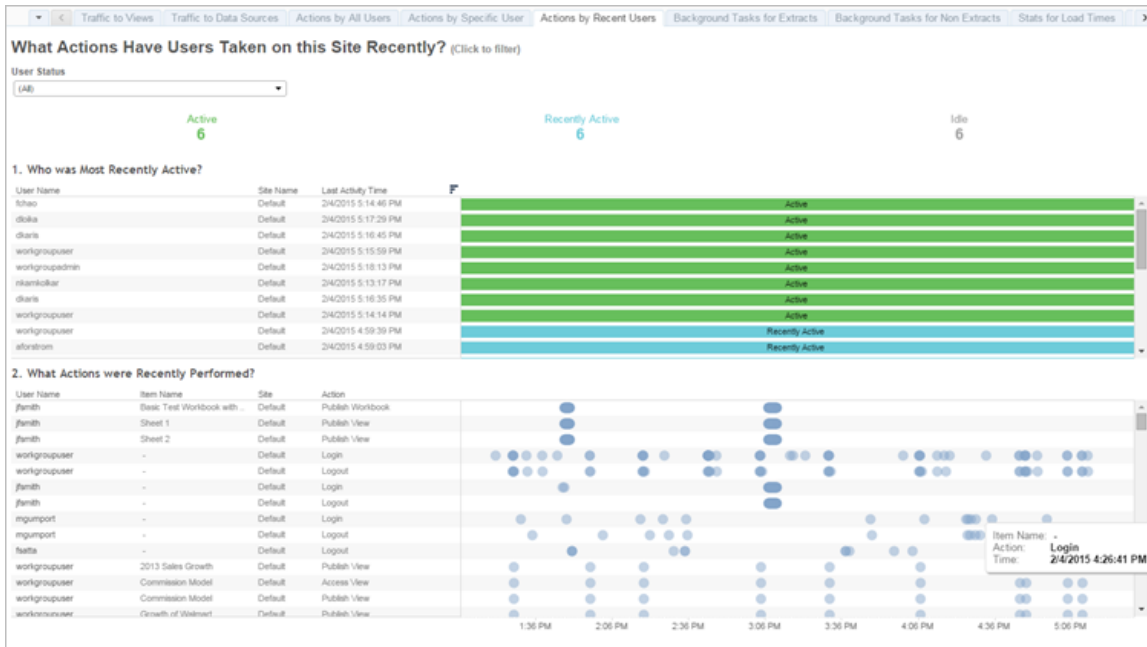 Traffic to Views Traffic to Data Sources Actions by All Users Actions by Specific User Actions by Recent Users Background Tasks for Extracts Background Tasks for Non Extracts Stats for Load Times
What Actions Have Users Taken on this Site Recently? (Click to filter)
User Status
(All)
Active Recently Active Idle
6 6 6
1. Who was Most Recently Active?
User Name Site Name Last Activity Time
fchao Default 2/4/2015 5:14:46 PM Active
dloika Default 2/4/2015 5:17:29 PM Active
dkaris Default 2/4/2015 5:16:45 PM Active
workgroupuser Default 2/4/2015 5:15:59 PM Active
workgroupadmin Default 2/4/2015 5:18:13 PM Active
nkamkolkar Default 2/4/2015 5:13:17 PM Active
dkaris Default 2/4/2015 5:16:35 PM Active
workgroupuser Default 2/4/2015 5:14:14 PM Active
workgroupuser Default 2/4/2015 4:59:39 PM Recently Active
aforstrom Default 2/4/2015 4:59:03 PM Recently Active
2. What Actions were Recently Performed?
User Name Item Name Site Action
jfsmith Basic Test Workbook with .. Default Publish Workbook
jfsmith Sheet 1 Default Publish View
jfsmith Sheet 2 Default Publish View
workgroupuser - Default Login
workgroupuser - Default Logout
jfsmith - Default Login
jfsmith - Default Logout
mgumport - Default Login
mgumport - Default Logout
fsatta - Default Logout
Item Name: -
Action: Login
Time: 2/4/2015 4:26:41 PM
workgroupuser 2013 Sales Growth Default Publish View
workgroupuser Commission Model Default Access View
workgroupuser Commission Model Default Publish View
workgroupuser Growth of Walmart Default Publish View
1:36 PM 2:06 PM 2:36 PM 3:06 PM 3:36 PM 4:06 PM 4:36 PM 5:06 PM